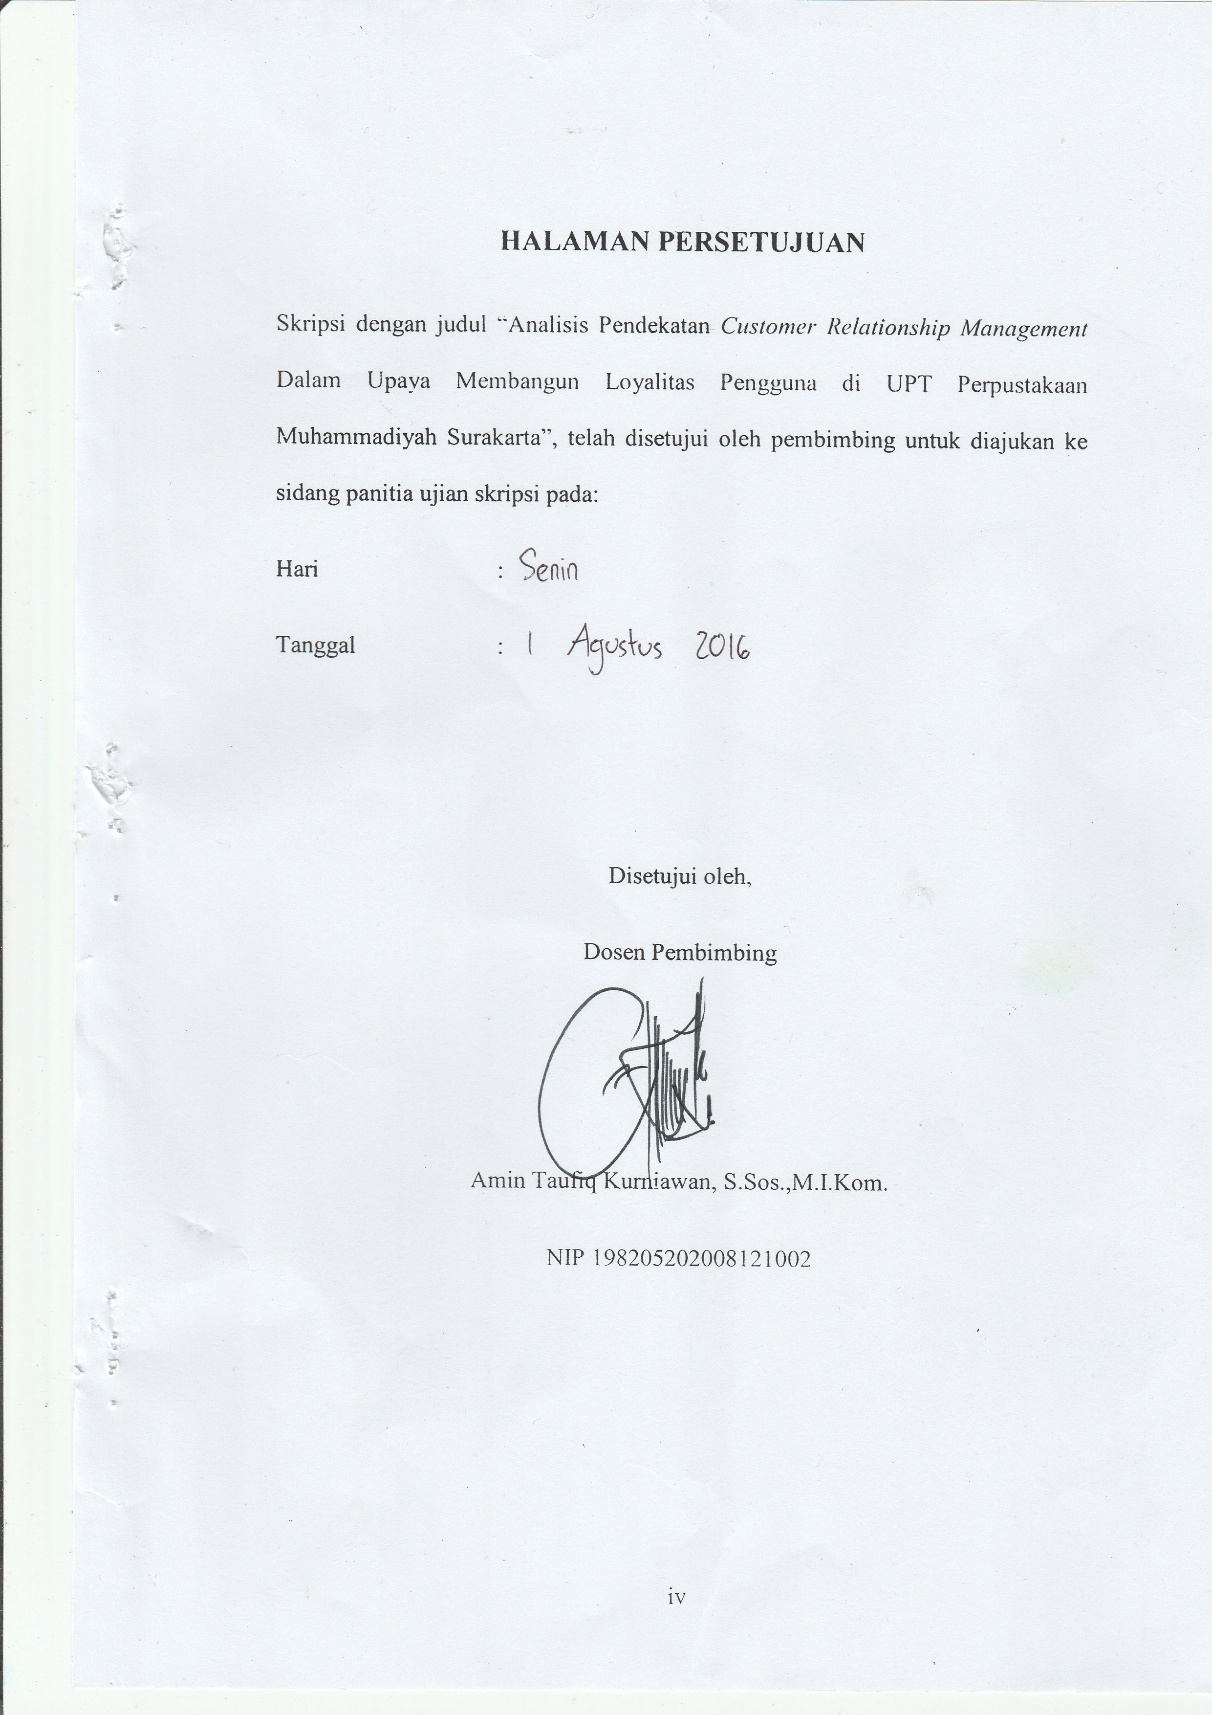 HALAMAN PERSETUJUAN
Skripsi dengan judul “Analisis Pendekatan Customer Relationship Management
Dalam Upaya Membangun Loyalitas Pengguna di UPT Perpustakaan
Muhammadiyah Surakarta”, telah disetujui oleh pembimbing untuk diajukan ke
sidang panitia ujian skripsi pada:
Hari : Senin
Tanggal : 1 Agustus 2016
Disetujui oleh,
Dosen Pembimbing
Amin Taufiq Kurniawan, S.Sos.,M.I.Kom.
NIP 198205202008121002
iv